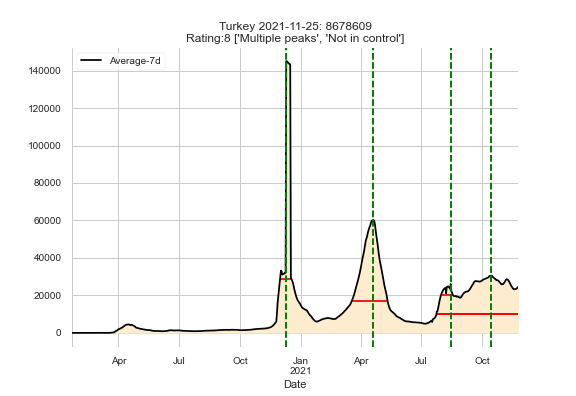 Turkey 2021-11-25: 8678609
Rating:8 ['Multiple peaks', 'Not in control']
Average-7d
140000
120000
100000
80000
60000
40000
20000
0
Apr Jul Oct Jan Apr Jul Oct
2021
Date